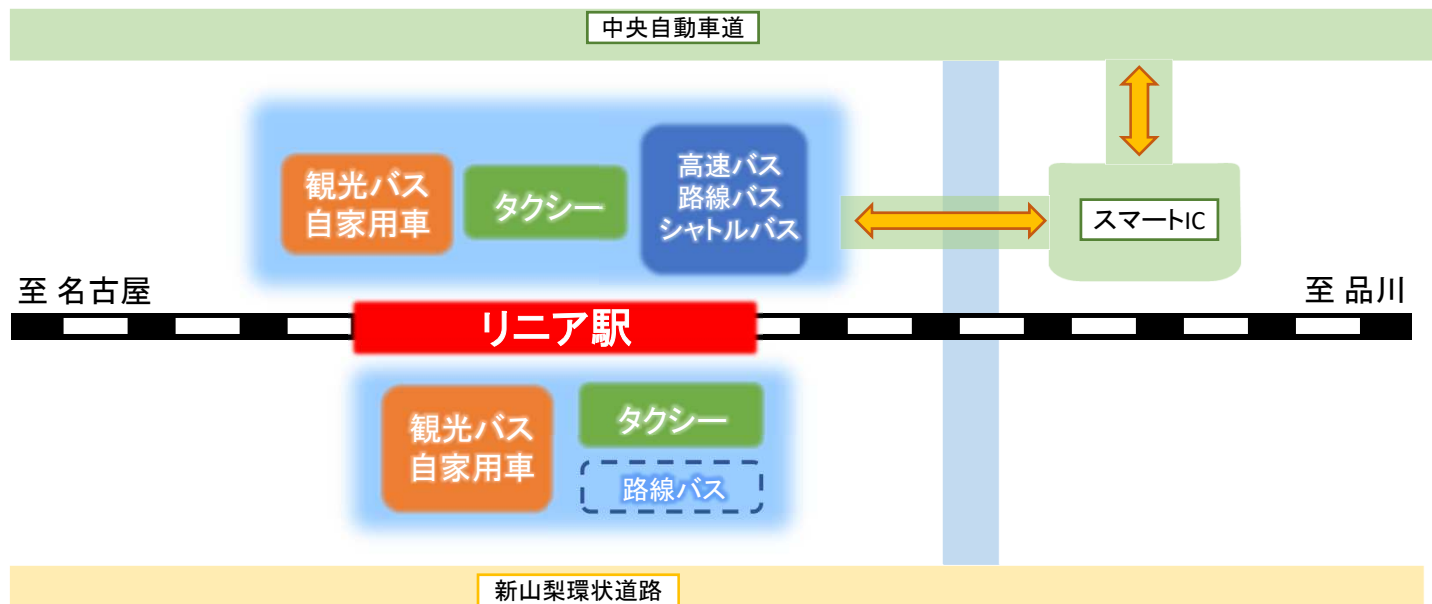 中央自動車道
観光バス
自家用車
タクシー
高速バス
路線バス
シャトルバス
スマートIC
至 名古屋
至 品川
リニア駅
観光バス
自家用車
タクシー
路線バス
新山梨環状道路